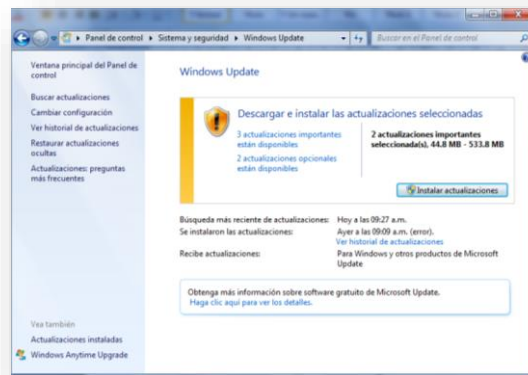 Panel de control ▸ Sistema y seguridad ▸ Windows Update
Buscar en el Panel de control
Ventana principal del Panel de
control
Buscar actualizaciones
Cambiar configuración
Ver historial de actualizaciones
Restaurar actualizaciones
ocultas
Actualizaciones: preguntas
más frecuentes
Windows Update
Descargar e instalar las actualizaciones seleccionadas
3 actualizaciones importantes
están disponibles
2 actualizaciones opcionales
están disponibles
2 actualizaciones importantes
seleccionada(s), 44.8 MB - 533.8 MB
Instalar actualizaciones
Búsqueda más reciente de actualizaciones: Hoy a las 09:27 a.m.
Se instalaron las actualizaciones: Ayer a las 09:09 a.m. (error).
Ver historial de actualizaciones
Recibe actualizaciones: Para Windows y otros productos de Microsoft
Update
Obtenga más información sobre software gratuito de Microsoft Update.
Haga clic aquí para ver los detalles.
Vea también
Actualizaciones instaladas
Windows Anytime Upgrade